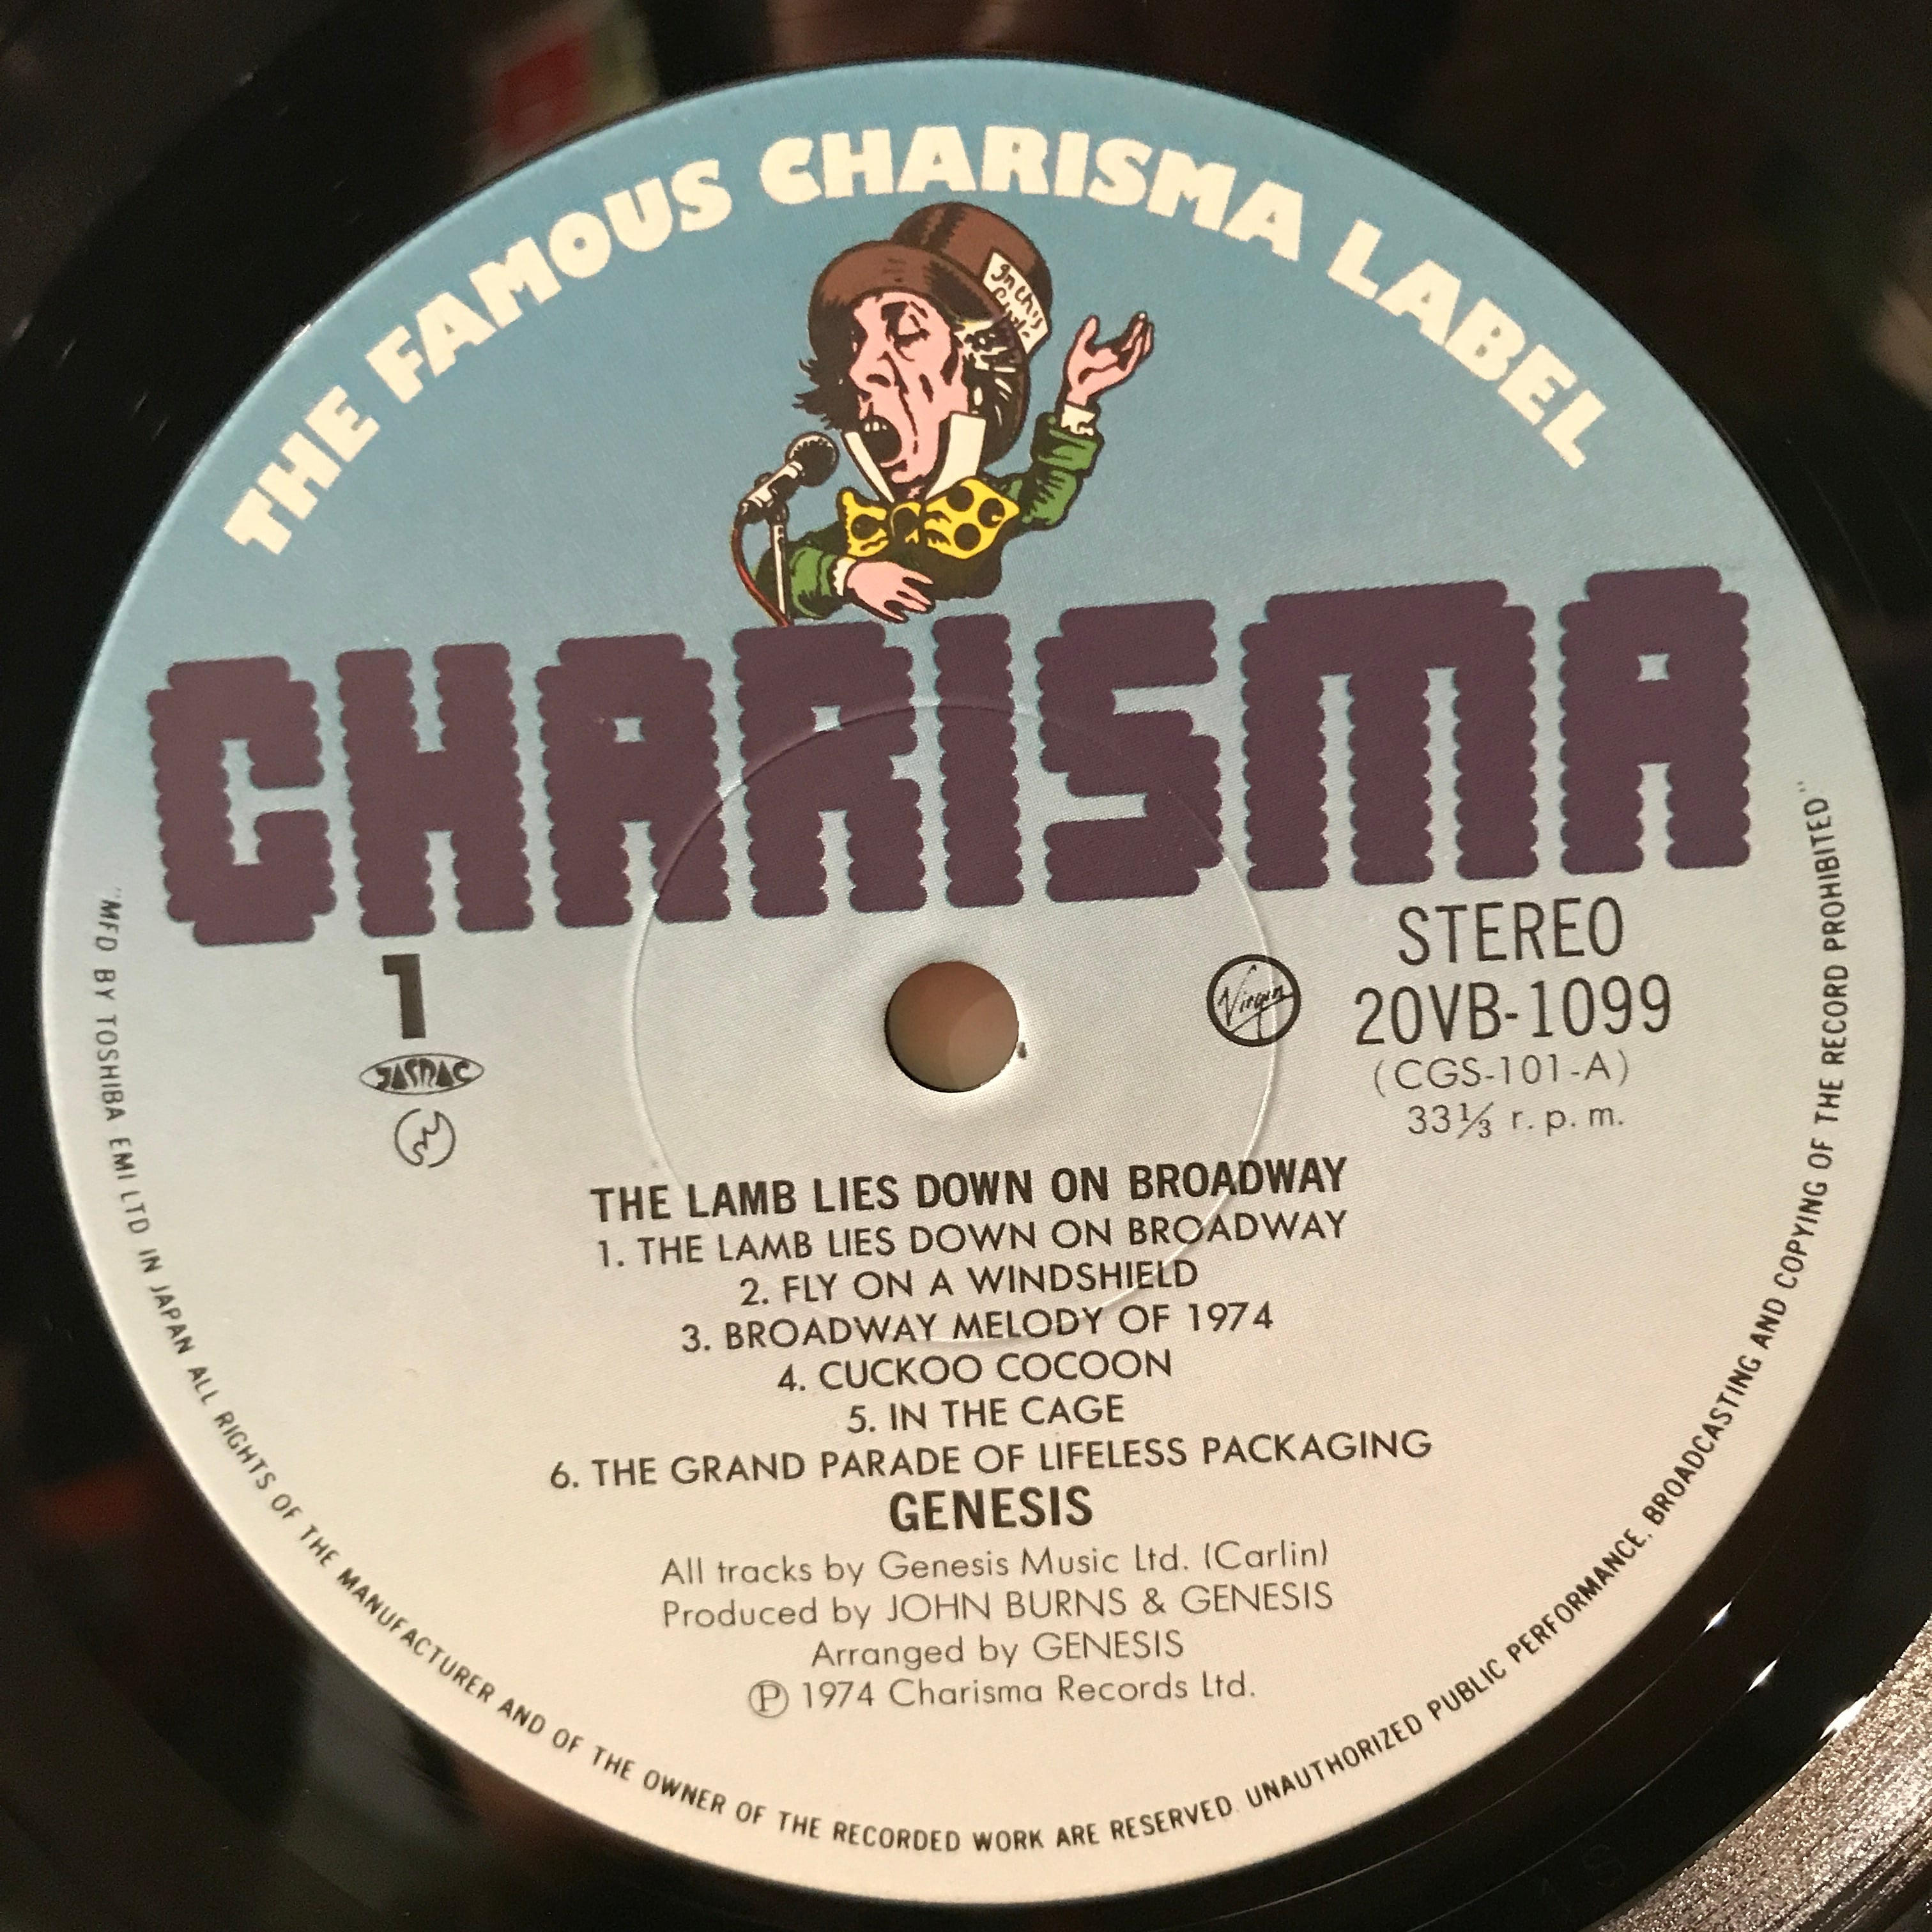 THE FAMOUS CHARISMA LABEL
In this
Style
CHARISMA
1
JASRAC
Virgin
STEREO
20VB-1099
(CGS-101-A)
33⅓ r.p.m.
THE LAMB LIES DOWN ON BROADWAY
1. THE LAMB LIES DOWN ON BROADWAY
2. FLY ON A WINDSHIELD
3. BROADWAY MELODY OF 1974
4. CUCKOO COCOON
5. IN THE CAGE
6. THE GRAND PARADE OF LIFELESS PACKAGING
GENESIS
All tracks by Genesis Music Ltd. (Carlin)
Produced by JOHN BURNS & GENESIS
Arranged by GENESIS
Ⓟ 1974 Charisma Records Ltd.
"MFD BY TOSHIBA EMI LTD IN JAPAN ALL RIGHTS OF THE MANUFACTURER AND OF THE OWNER OF THE RECORDED WORK ARE RESERVED. UNAUTHORIZED PUBLIC PERFORMANCE, BROADCASTING AND COPYING OF THE RECORD PROHIBITED"